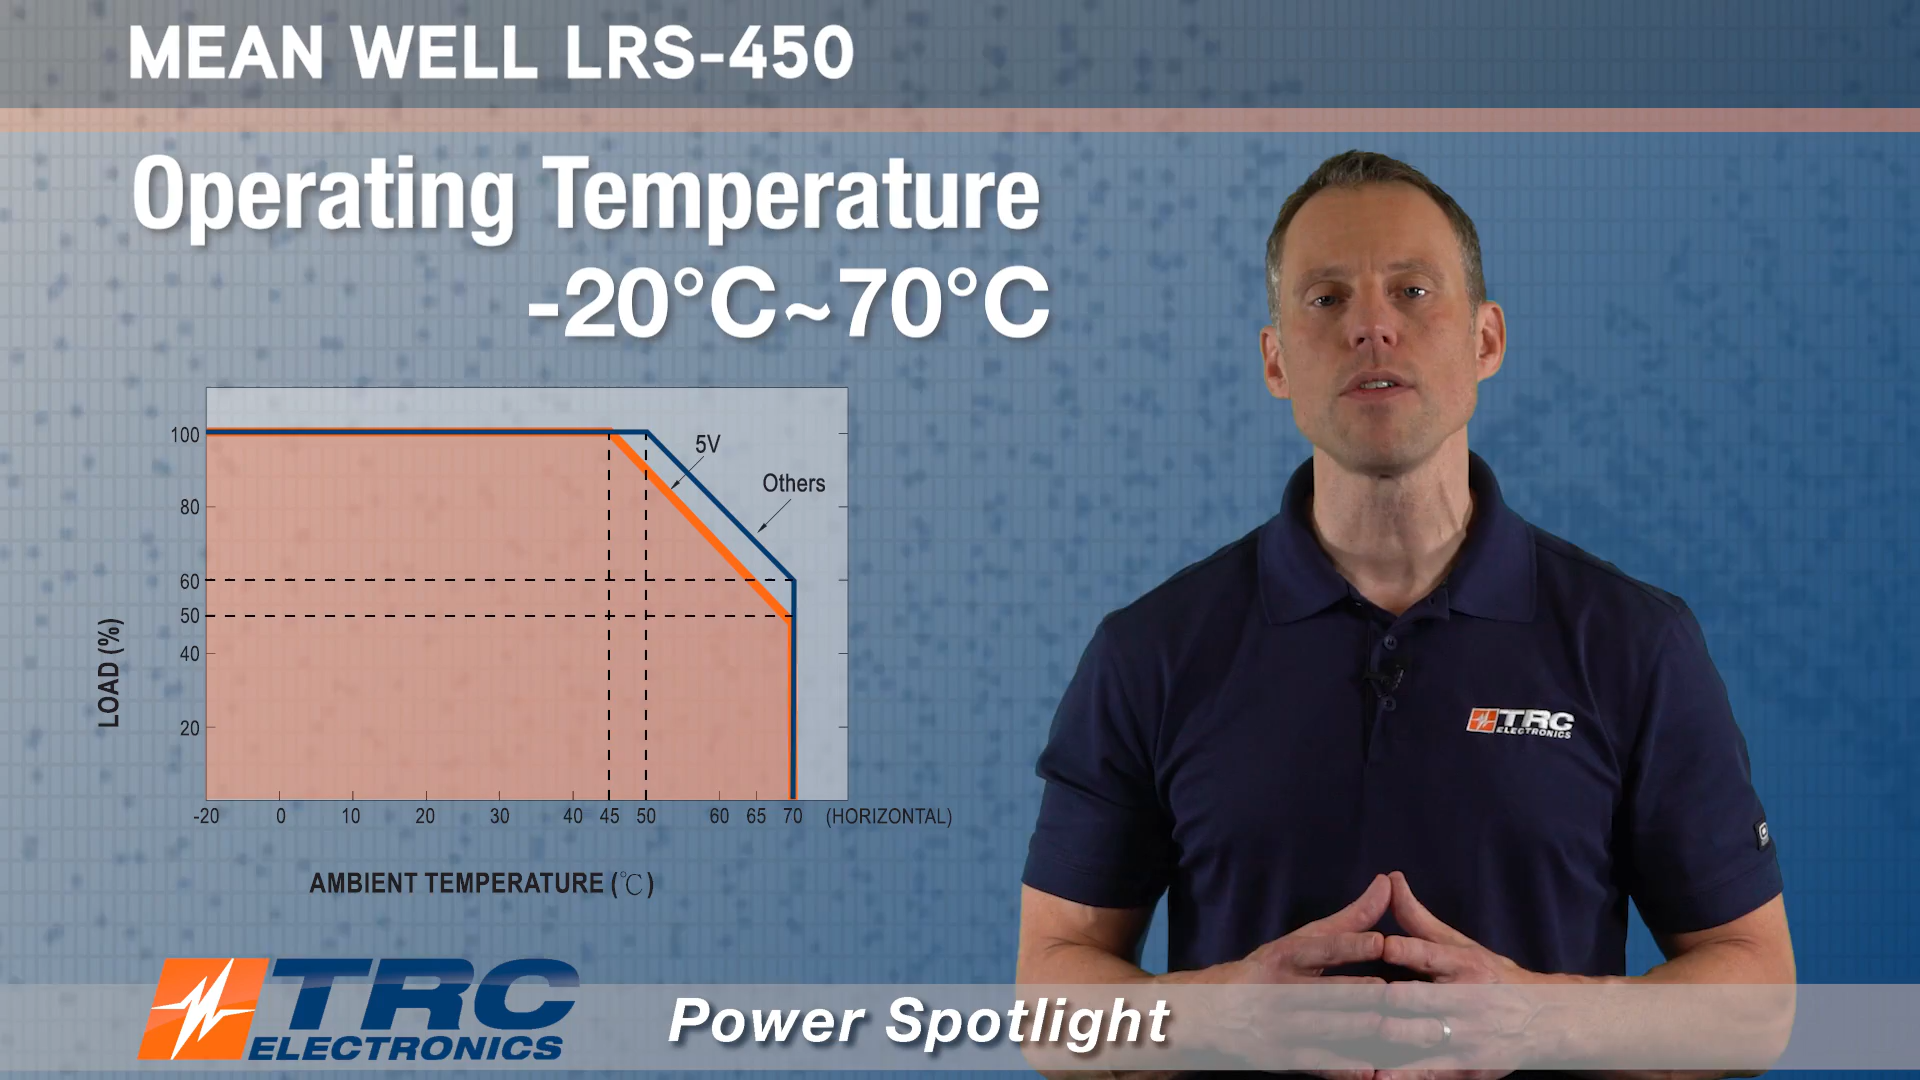 MEAN WELL LRS-450
Operating Temperature
-20°C~70°C
100
80
60
50
40
20
LOAD (%)
5V
Others
-20 0 10 20 30 40 45 50 60 65 70 (HORIZONTAL)
AMBIENT TEMPERATURE (℃)
TRC
ELECTRONICS
TRC
ELECTRONICS
Power Spotlight